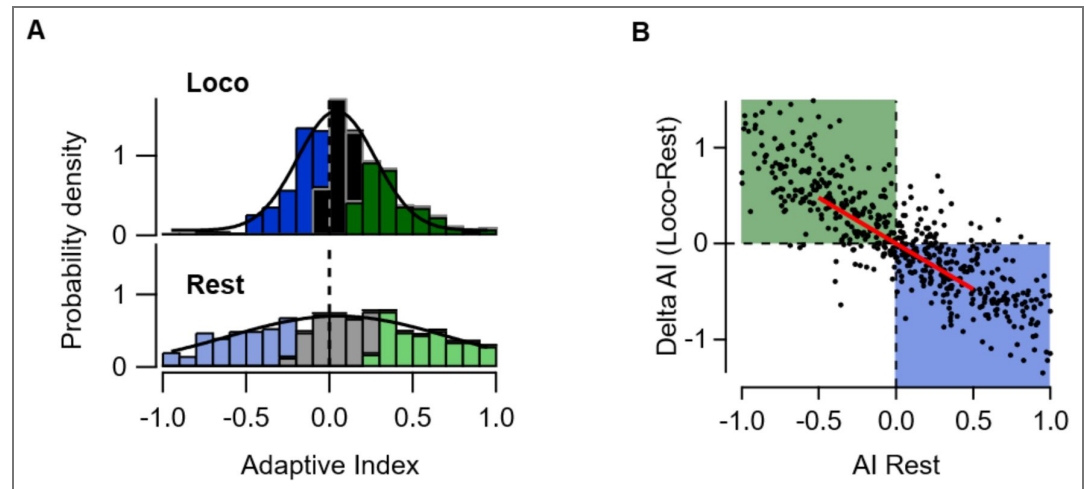 A
Loco
Probability density
1
0
Rest
1
0
-1.0 -0.5 0.0 0.5 1.0
Adaptive Index
B
Delta AI (Loco-Rest)
1
0
-1
-1.0 -0.5 0.0 0.5 1.0
AI Rest